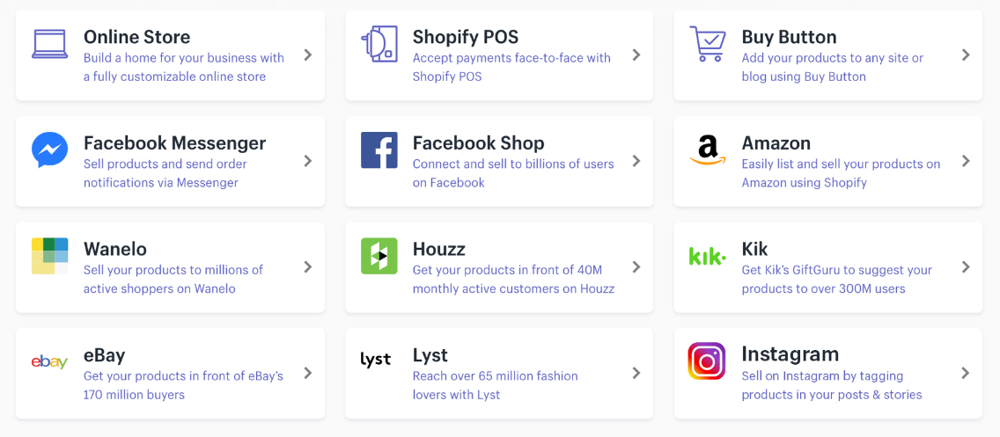 Online Store
Build a home for your business with
a fully customizable online store
Shopify POS
Accept payments face-to-face with
Shopify POS
Buy Button
Add your products to any site or
blog using Buy Button
Facebook Messenger
Sell products and send order
notifications via Messenger
f
Facebook Shop
Connect and sell to billions of users
on Facebook
a
Amazon
Easily list and sell your products on
Amazon using Shopify
Wanelo
Sell your products to millions of
active shoppers on Wanelo
Houzz
Get your products in front of 40M
monthly active customers on Houzz
kik.
Kik
Get Kik's GiftGuru to suggest your
products to over 300M users
ebay
eBay
Get your products in front of eBay's
170 million buyers
lyst
Lyst
Reach over 65 million fashion
lovers with Lyst
Instagram
Sell on Instagram by tagging
products in your posts & stories